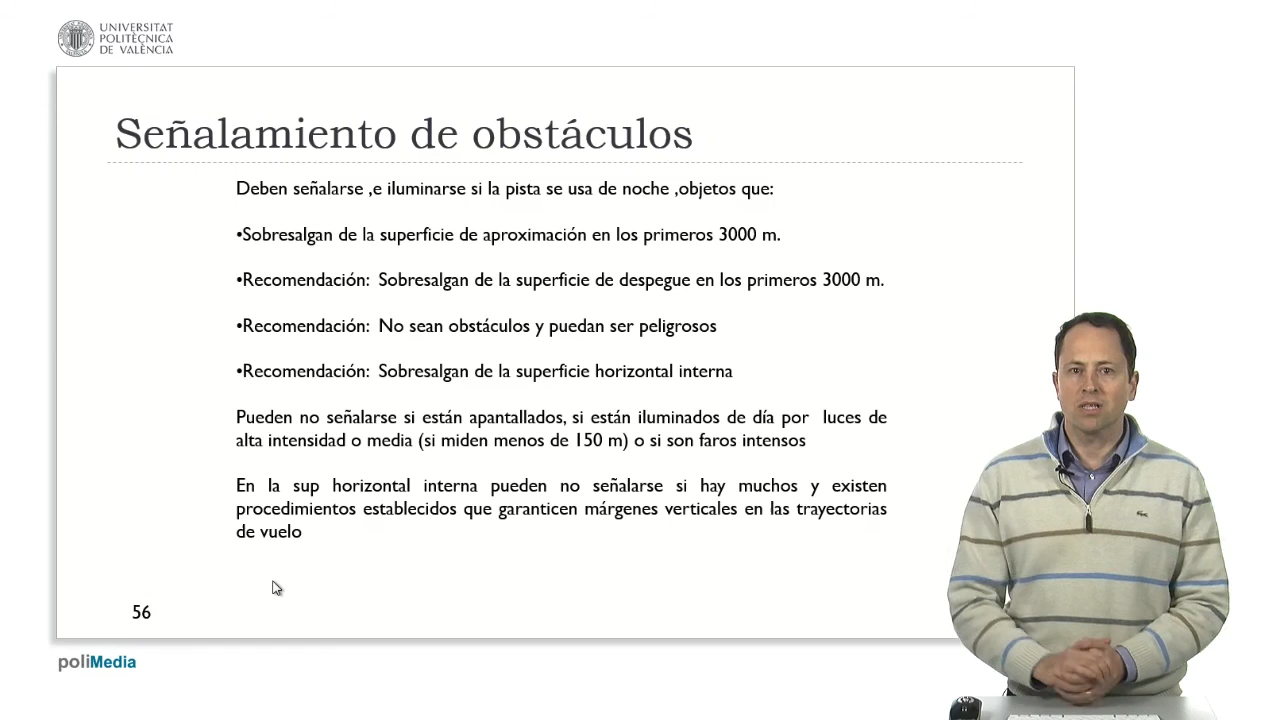 UNIVERSITAT
POLITÈCNICA
DE VALÈNCIA
Señalamiento de obstáculos
Deben señalarse ,e iluminarse si la pista se usa de noche ,objetos que:
•Sobresalgan de la superficie de aproximación en los primeros 3000 m.
•Recomendación: Sobresalgan de la superficie de despegue en los primeros 3000 m.
•Recomendación: No sean obstáculos y puedan ser peligrosos
•Recomendación: Sobresalgan de la superficie horizontal interna
Pueden no señalarse si están apantallados, si están iluminados de día por luces de
alta intensidad o media (si miden menos de 150 m) o si son faros intensos
En la sup horizontal interna pueden no señalarse si hay muchos y existen
procedimientos establecidos que garanticen márgenes verticales en las trayectorias
de vuelo
56
poliMedia